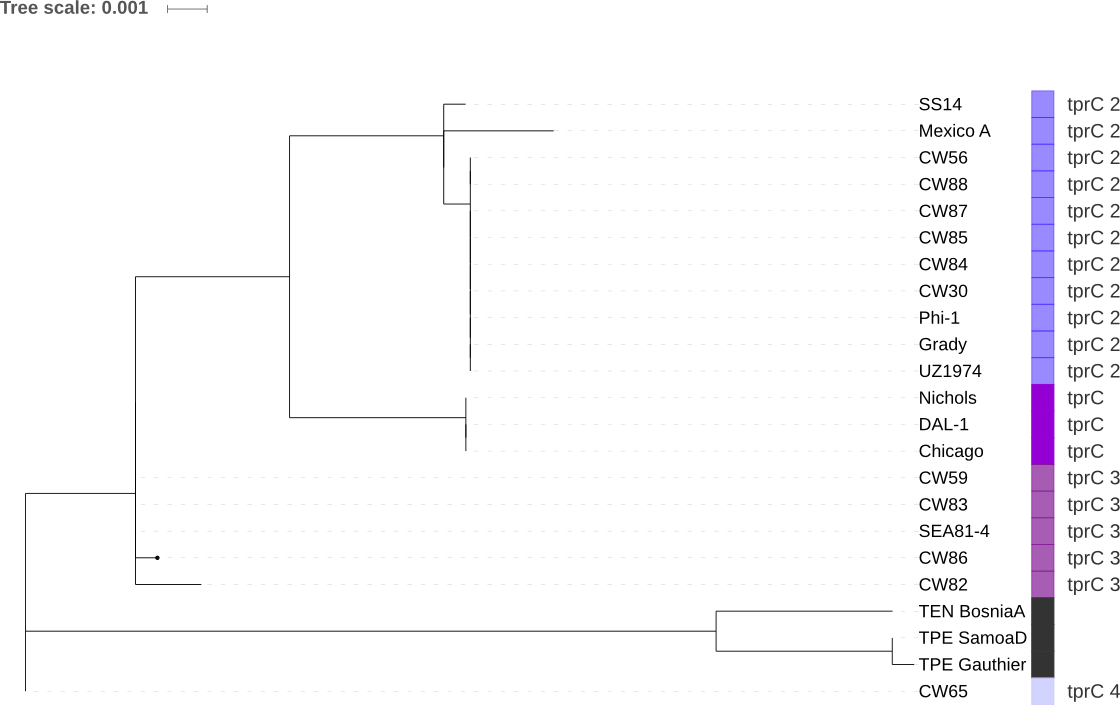 Tree scale: 0.001
SS14 tprC 2
Mexico A tprC 2
CW56 tprC 2
CW88 tprC 2
CW87 tprC 2
CW85 tprC 2
CW84 tprC 2
CW30 tprC 2
Phi-1 tprC 2
Grady tprC 2
UZ1974 tprC 2
Nichols tprC
DAL-1 tprC
Chicago tprC
CW59 tprC 3
CW83 tprC 3
SEA81-4 tprC 3
CW86 tprC 3
CW82 tprC 3
TEN BosniaA
TPE SamoaD
TPE Gauthier
CW65 tprC 4